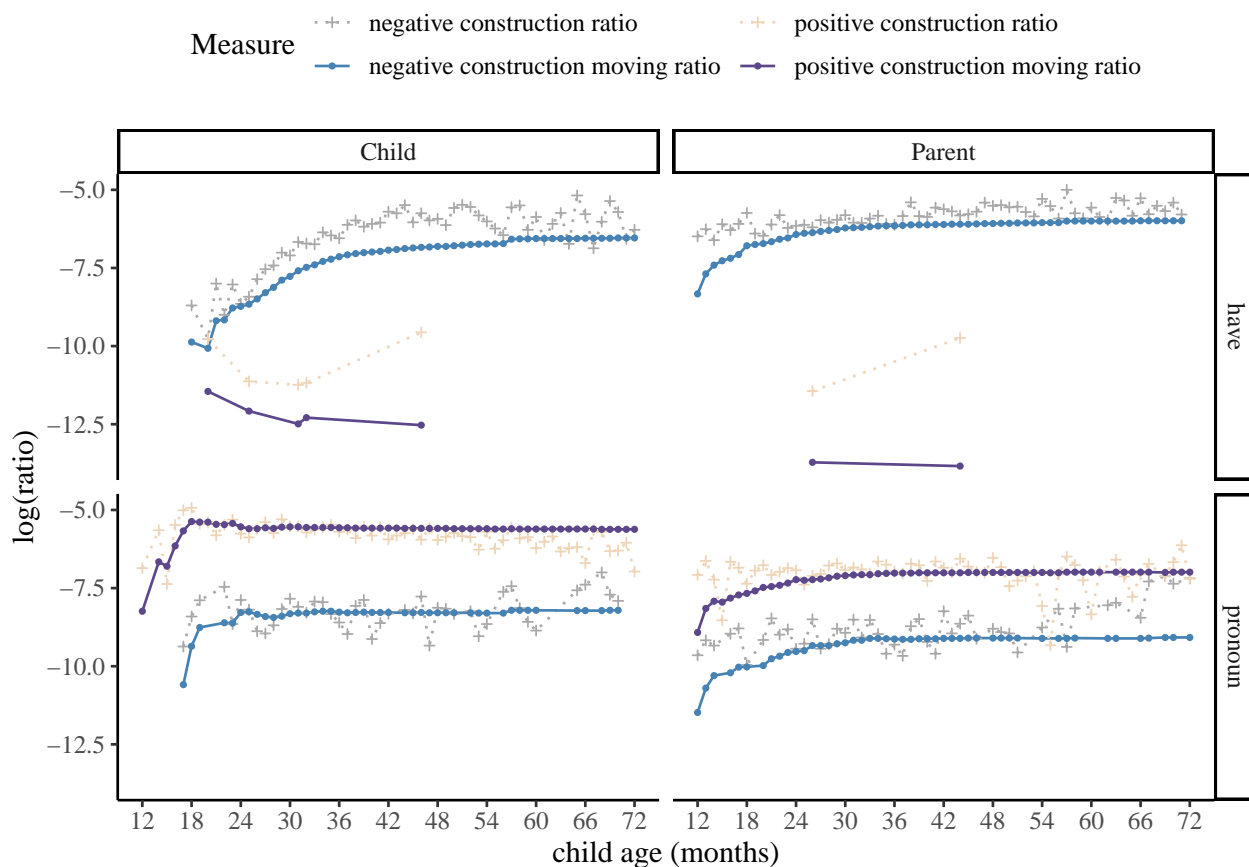 Measure
negative construction ratio
positive construction ratio
negative construction moving ratio
positive construction moving ratio
Child
Parent
−5.0
−7.5
−10.0
−12.5
have
−5.0
−7.5
−10.0
−12.5
pronoun
log(ratio)
12 18 24 30 36 42 48 54 60 66 72
12 18 24 30 36 42 48 54 60 66 72
child age (months)